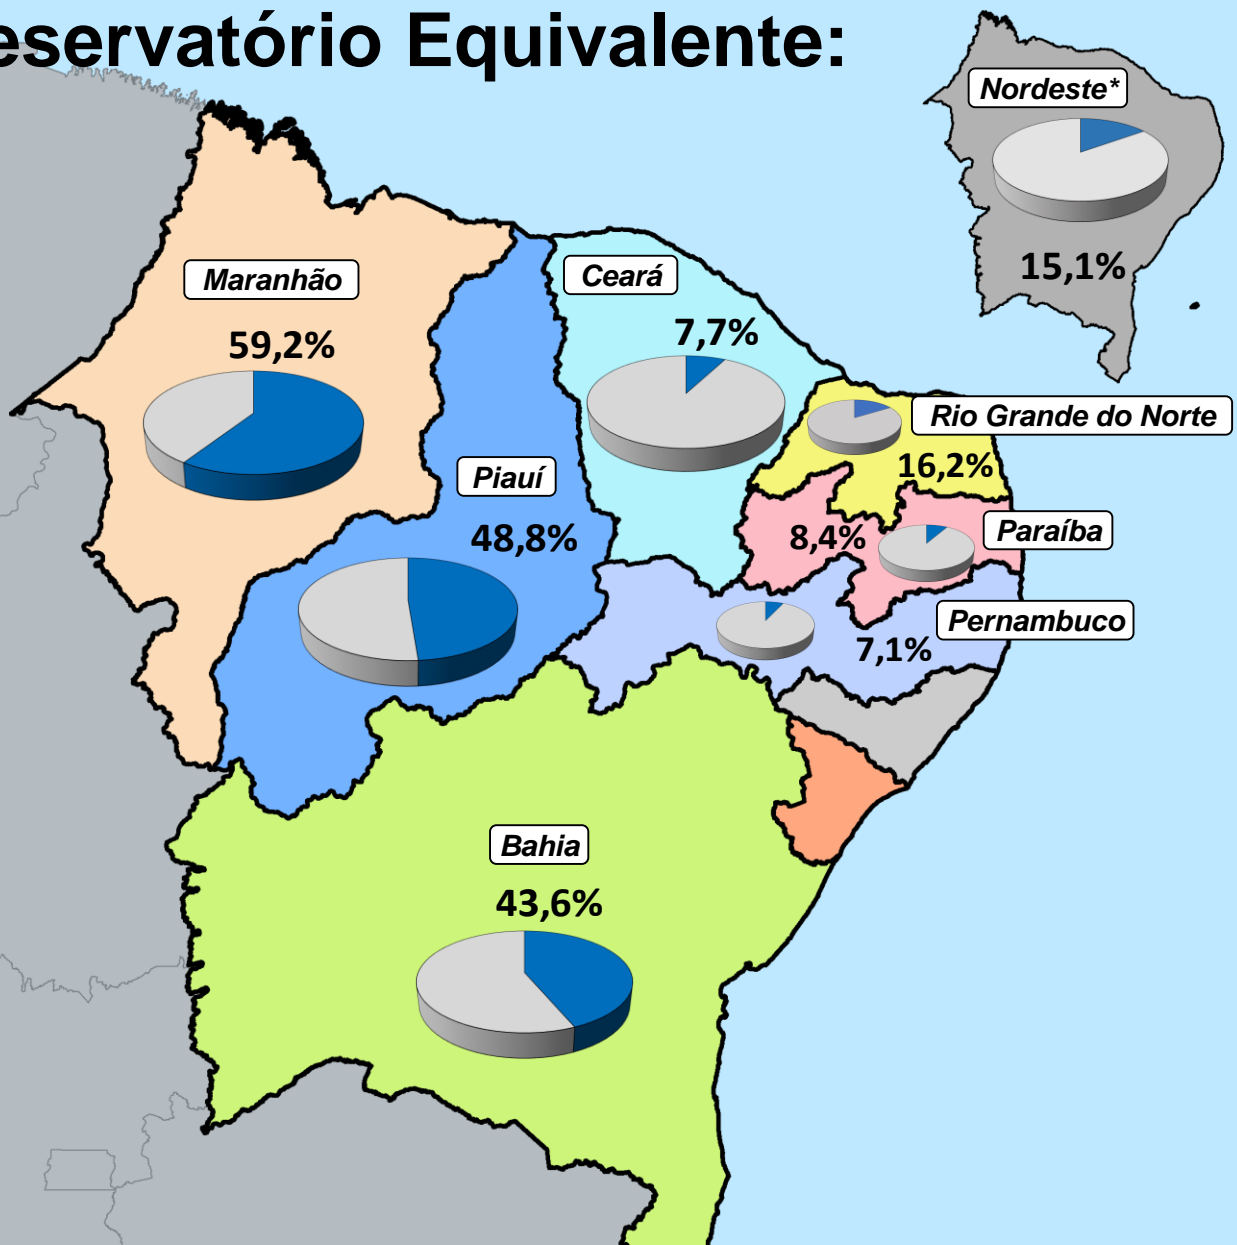 eservatório Equivalente:
Nordeste*
15,1%
Maranhão
59,2%
Ceará
7,7%
Rio Grande do Norte
16,2%
Piauí
48,8%
Paraíba
8,4%
Pernambuco
7,1%
Bahia
43,6%